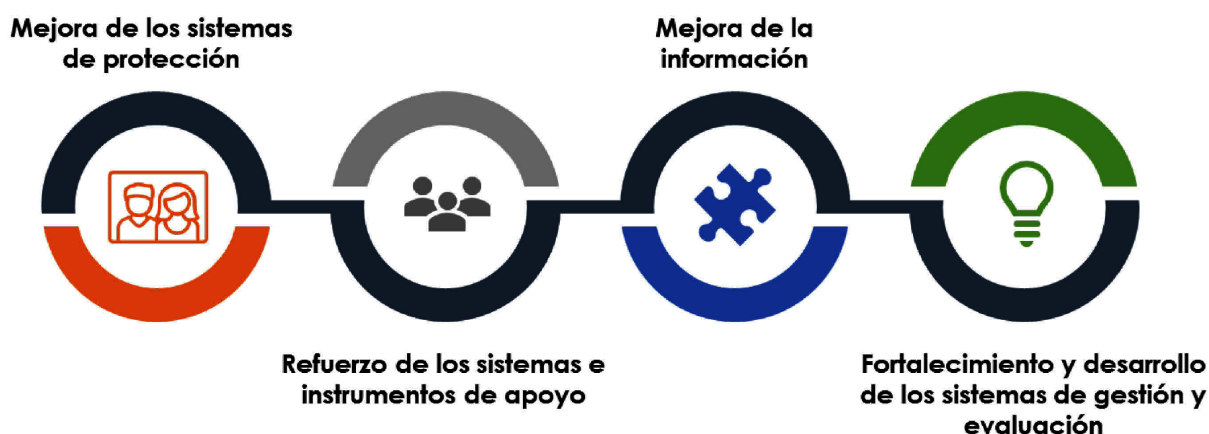 Mejora de los sistemas
de protección
Mejora de la
información
Refuerzo de los sistemas e
instrumentos de apoyo
Fortalecimiento y desarrollo
de los sistemas de gestión y
evaluación